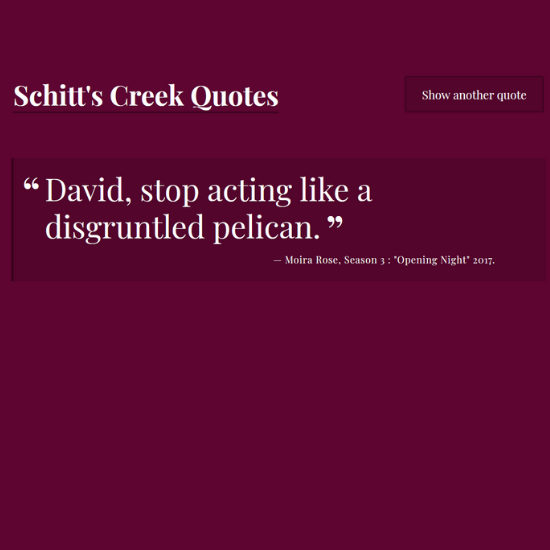 Schitt's Creek Quotes
Show another quote
“ David, stop acting like a
disgruntled pelican. ”
— Moira Rose, Season 3 : "Opening Night" 2017.